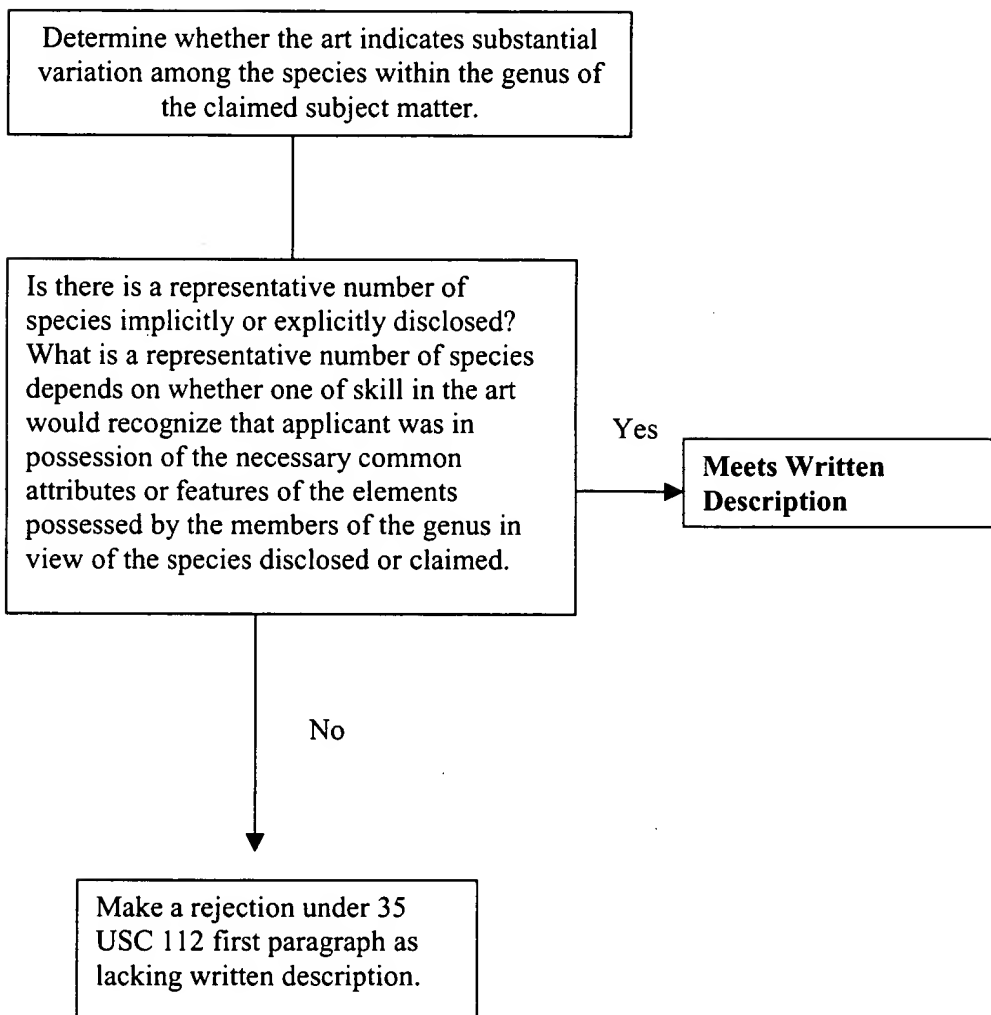 Determine whether the art indicates substantial
variation among the species within the genus of
the claimed subject matter.
Is there is a representative number of
species implicitly or explicitly disclosed?
What is a representative number of species
depends on whether one of skill in the art
would recognize that applicant was in
possession of the necessary common
attributes or features of the elements
possessed by the members of the genus in
view of the species disclosed or claimed.
Yes
Meets Written
Description
No
Make a rejection under 35
USC 112 first paragraph as
lacking written description.